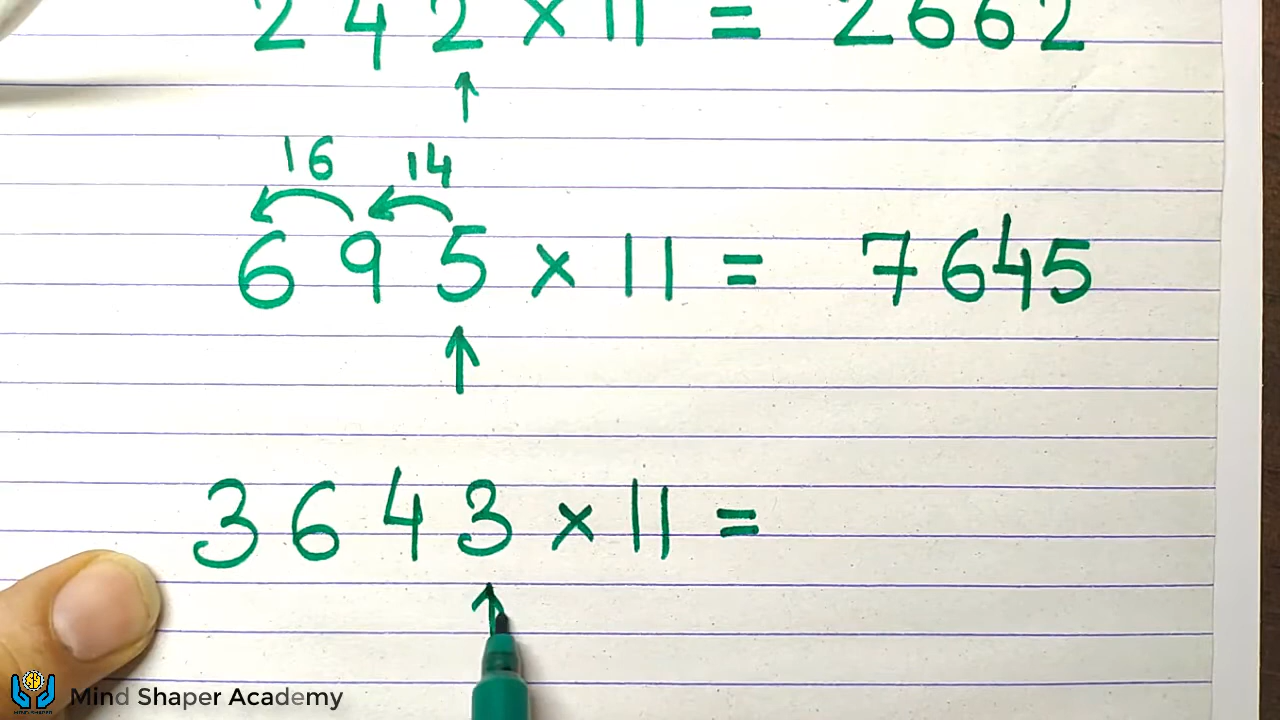 242 × 11 = 2662
16 14
695 × 11 = 7645
3643 × 11 =
Mind Shaper Academy